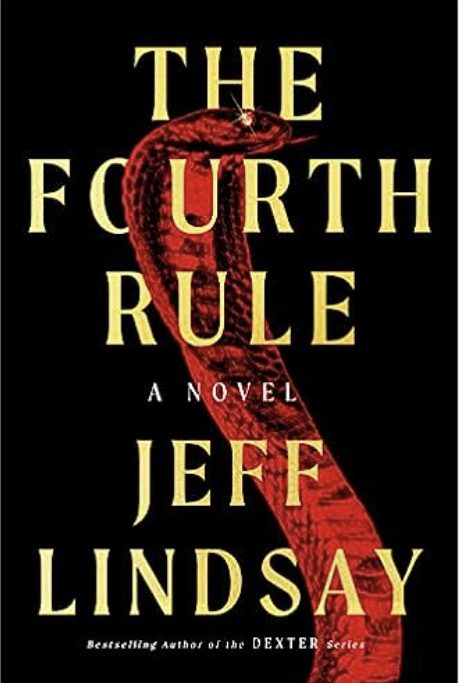 THE
FOURTH
RULE
A NOVEL
JEFF
LINDSAY
Bestselling Author of the DEXTER Series